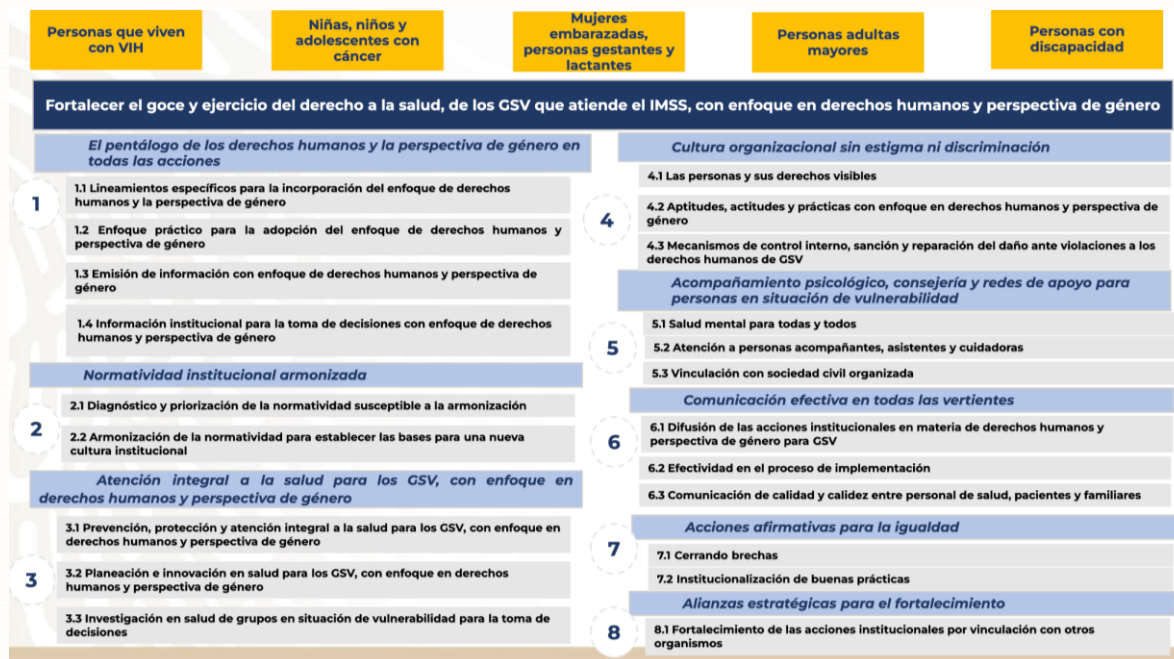 Personas que viven
con VIH
Niñas, niños y
adolescentes con
cáncer
Mujeres
embarazadas,
personas gestantes y
lactantes
Personas adultas
mayores
Personas con
discapacidad
Fortalecer el goce y ejercicio del derecho a la salud, de los GSV que atiende el IMSS, con enfoque en derechos humanos y perspectiva de género
El pentálogo de los derechos humanos y la perspectiva de género en
todas las acciones
1
1.1 Lineamientos específicos para la incorporación del enfoque de derechos
humanos y la perspectiva de género
1.2 Enfoque práctico para la adopción del enfoque de derechos humanos y
perspectiva de género
1.3 Emisión de información con enfoque de derechos humanos y perspectiva de
género
1.4 Información institucional para la toma de decisiones con enfoque de derechos
humanos y perspectiva de género
Normatividad institucional armonizada
2
2.1 Diagnóstico y priorización de la normatividad susceptible a la armonización
2.2 Armonización de la normatividad para establecer las bases para una nueva
cultura institucional
Atención integral a la salud para los GSV, con enfoque en
derechos humanos y perspectiva de género
3
3.1 Prevención, protección y atención integral a la salud para los GSV, con enfoque en
derechos humanos y perspectiva de género
3.2 Planeación e innovación en salud para los GSV, con enfoque en derechos
humanos y perspectiva de género
3.3 Investigación en salud de grupos en situación de vulnerabilidad para la toma de
decisiones
Cultura organizacional sin estigma ni discriminación
4
4.1 Las personas y sus derechos visibles
4.2 Aptitudes, actitudes y prácticas con enfoque en derechos humanos y perspectiva de
género
4.3 Mecanismos de control interno, sanción y reparación del daño ante violaciones a los
derechos humanos de GSV
Acompañamiento psicológico, consejería y redes de apoyo para
personas en situación de vulnerabilidad
5
5.1 Salud mental para todas y todos
5.2 Atención a personas acompañantes, asistentes y cuidadoras
5.3 Vinculación con sociedad civil organizada
Comunicación efectiva en todas las vertientes
6
6.1 Difusión de las acciones institucionales en materia de derechos humanos y
perspectiva de género para GSV
6.2 Efectividad en el proceso de implementación
6.3 Comunicación de calidad y calidez entre personal de salud, pacientes y familiares
Acciones afirmativas para la igualdad
7
7.1 Cerrando brechas
7.2 Institucionalización de buenas prácticas
Alianzas estratégicas para el fortalecimiento
8
8.1 Fortalecimiento de las acciones institucionales por vinculación con otros
organismos